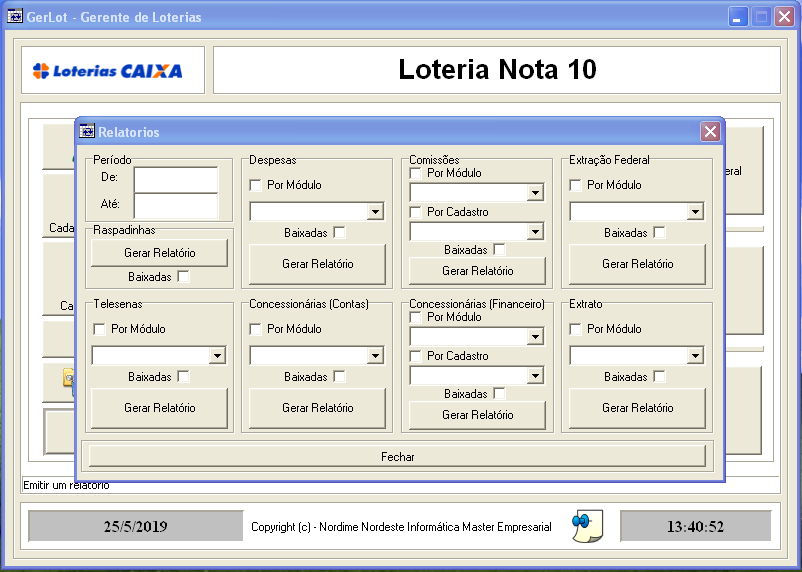 GerLot - Gerente de Loterias
Loterias CAIXA
Loteria Nota 10
Relatorios
Período
De:
Até:
Raspadinhas
Gerar Relatório
Baixadas
Despesas
Por Módulo
Baixadas
Gerar Relatório
Comissões
Por Módulo
Por Cadastro
Baixadas
Gerar Relatório
Extração Federal
Por Módulo
Baixadas
Gerar Relatório
Telesenas
Por Módulo
Baixadas
Gerar Relatório
Concessionárias (Contas)
Por Módulo
Baixadas
Gerar Relatório
Concessionárias (Financeiro)
Por Módulo
Por Cadastro
Baixadas
Gerar Relatório
Extrato
Por Módulo
Baixadas
Gerar Relatório
Fechar
Emitir um relatório
25/5/2019
Copyright (c) - Nordime Nordeste Informática Master Empresarial
13:40:52